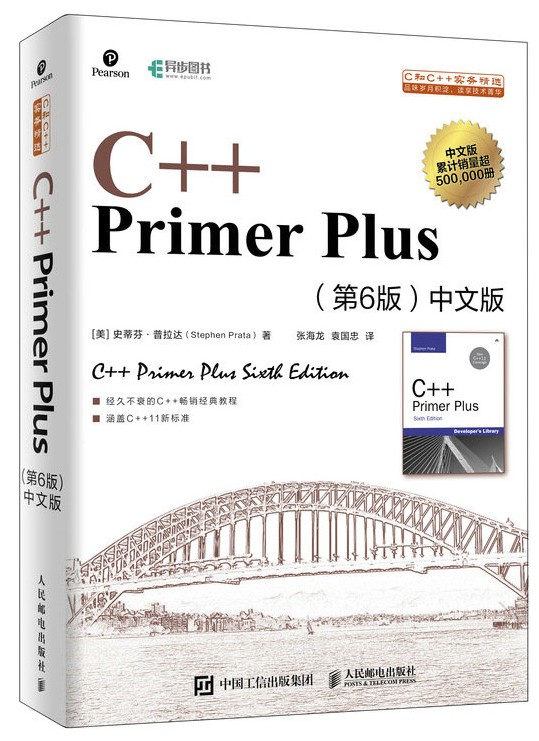 Pearson
异步图书
www.epubit.com
C和C++实务精选
品味岁月积淀，读享技术菁华
中文版
累计销量超
500,000册
C++
Primer Plus
（第6版）中文版
[美] 史蒂芬·普拉达（Stephen Prata）著 张海龙 袁国忠 译
C++ Primer Plus Sixth Edition
■ 经久不衰的C++畅销经典教程
■ 涵盖C++11新标准
Stephen Prata
C++
Primer Plus
Sixth Edition
Developer's Library
中国工信出版集团
人民邮电出版社
POSTS & TELECOM PRESS
Pearson
C和C++
实务精选
C++ Primer Plus
（第6版）
中文版
人民邮电出版社